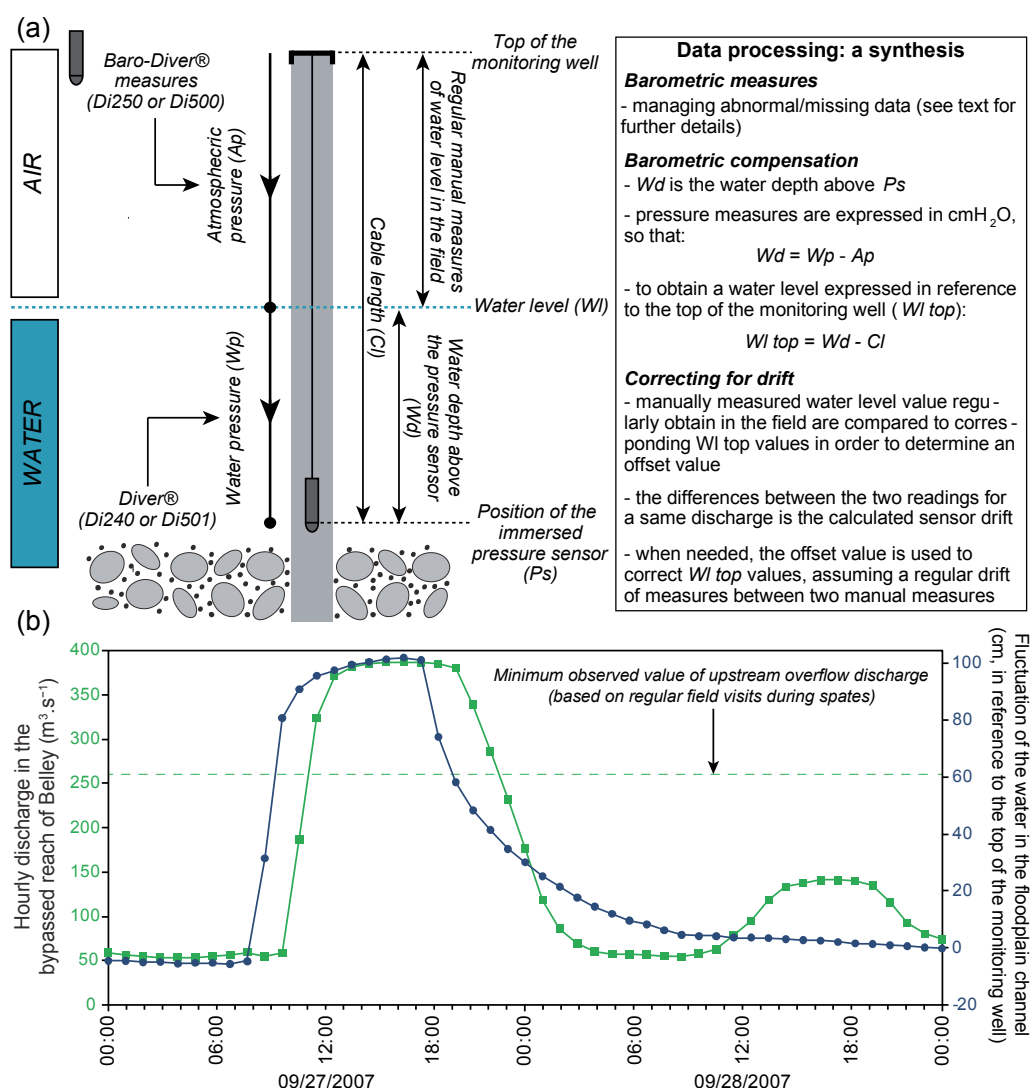 (a)
Baro-Diver®
measures
(Di250 or Di500)
AIR
WATER
Atmosphecric
pressure (Ap)
Water pressure (Wp)
Diver®
(Di240 or Di501)
Cable length (Cl)
Regular manual measures
of water level in the field
Water depth above
the pressure sensor
(Wd)
Top of the
monitoring well
Water level (Wl)
Position of the
immersed
pressure sensor
(Ps)
Data processing: a synthesis
Barometric measures
- managing abnormal/missing data (see text for
further details)
Barometric compensation
- Wd is the water depth above Ps
- pressure measures are expressed in cmH₂O,
so that:
Wd = Wp - Ap
- to obtain a water level expressed in reference
to the top of the monitoring well ( Wl top):
Wl top = Wd - Cl
Correcting for drift
- manually measured water level value regu-
larly obtain in the field are compared to corres-
ponding Wl top values in order to determine an
offset value
- the differences between the two readings for
a same discharge is the calculated sensor drift
- when needed, the offset value is used to
correct Wl top values, assuming a regular drift
of measures between two manual measures
(b)
Hourly discharge in the
bypassed reach of Belley (m³.s⁻¹)
400
350
300
250
200
150
100
50
0
Minimum observed value of upstream overflow discharge
(based on regular field visits during spates)
100
80
60
40
20
0
-20
Fluctuation of the water in the floodplain channel
(cm, in reference to the top of the monitoring well)
00:00
06:00
12:00
18:00
00:00
06:00
12:00
18:00
00:00
09/27/2007
09/28/2007